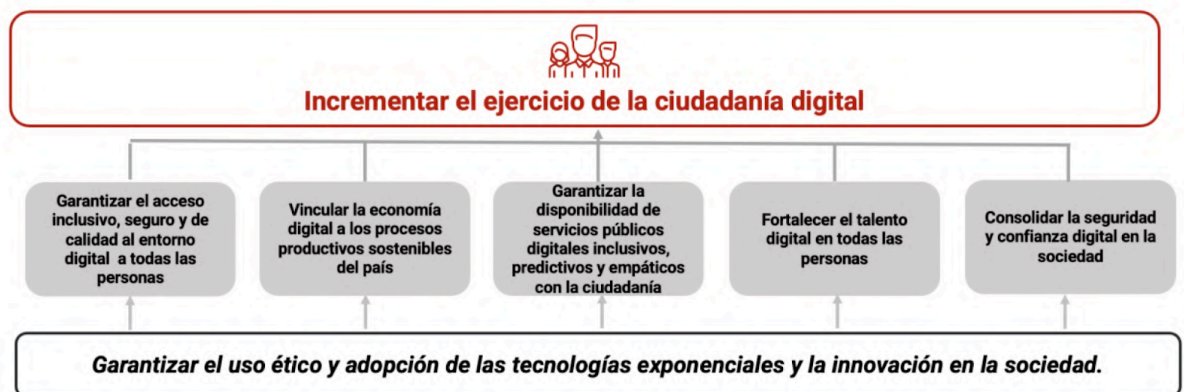 Incrementar el ejercicio de la ciudadanía digital
Garantizar el acceso
inclusivo, seguro y de
calidad al entorno
digital a todas las
personas
Vincular la economía
digital a los procesos
productivos sostenibles
del país
Garantizar la
disponibilidad de
servicios públicos
digitales inclusivos,
predictivos y empáticos
con la ciudadanía
Fortalecer el talento
digital en todas las
personas
Consolidar la seguridad
y confianza digital en la
sociedad
Garantizar el uso ético y adopción de las tecnologías exponenciales y la innovación en la sociedad.